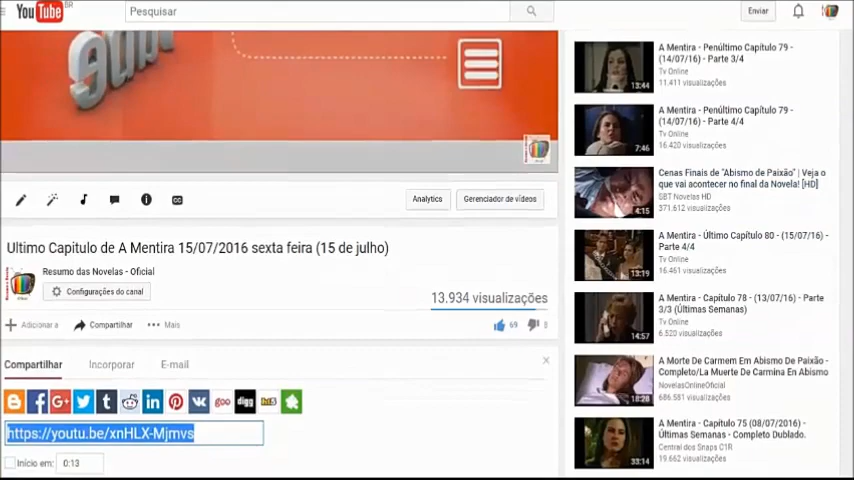 YouTube BR
Pesquisar
Enviar
Analytics
Gerenciador de vídeos
Ultimo Capitulo de A Mentira 15/07/2016 sexta feira (15 de julho)
Resumo das Novelas - Oficial
Configurações do canal
13.934 visualizações
Adicionar a
Compartilhar
Mais
69
Compartilhar
Incorporar
E-mail
goo
digg
https://youtu.be/xnHLX-Mjmvs
Início em:
0:13
A Mentira - Penúltimo Capítulo 79 -
(14/07/16) - Parte 3/4
Tv Online
11.411 visualizações
13:44
A Mentira - Penúltimo Capítulo 79 -
(14/07/16) - Parte 4/4
Tv Online
16.420 visualizações
7:46
Cenas Finais de "Abismo de Paixão" | Veja o
que vai acontecer no final da Novela! [HD]
SBT Novelas HD
371.612 visualizações
4:15
A Mentira - Último Capítulo 80 - (15/07/16) -
Parte 4/4
Tv Online
16.461 visualizações
13:19
A Mentira - Capítulo 78 - (13/07/16) - Parte
3/3 (Últimas Semanas)
Tv Online
6.520 visualizações
14:57
A Morte De Carmem Em Abismo De Paixão -
Completo/La Muerte De Carmina En Abismo
NovelasOnlineOficial
686.581 visualizações
18:28
A Mentira - Capítulo 75 (08/07/2016) -
Últimas Semanas - Completo Dublado.
Central dos Snaps C1R
19.662 visualizações
33:14